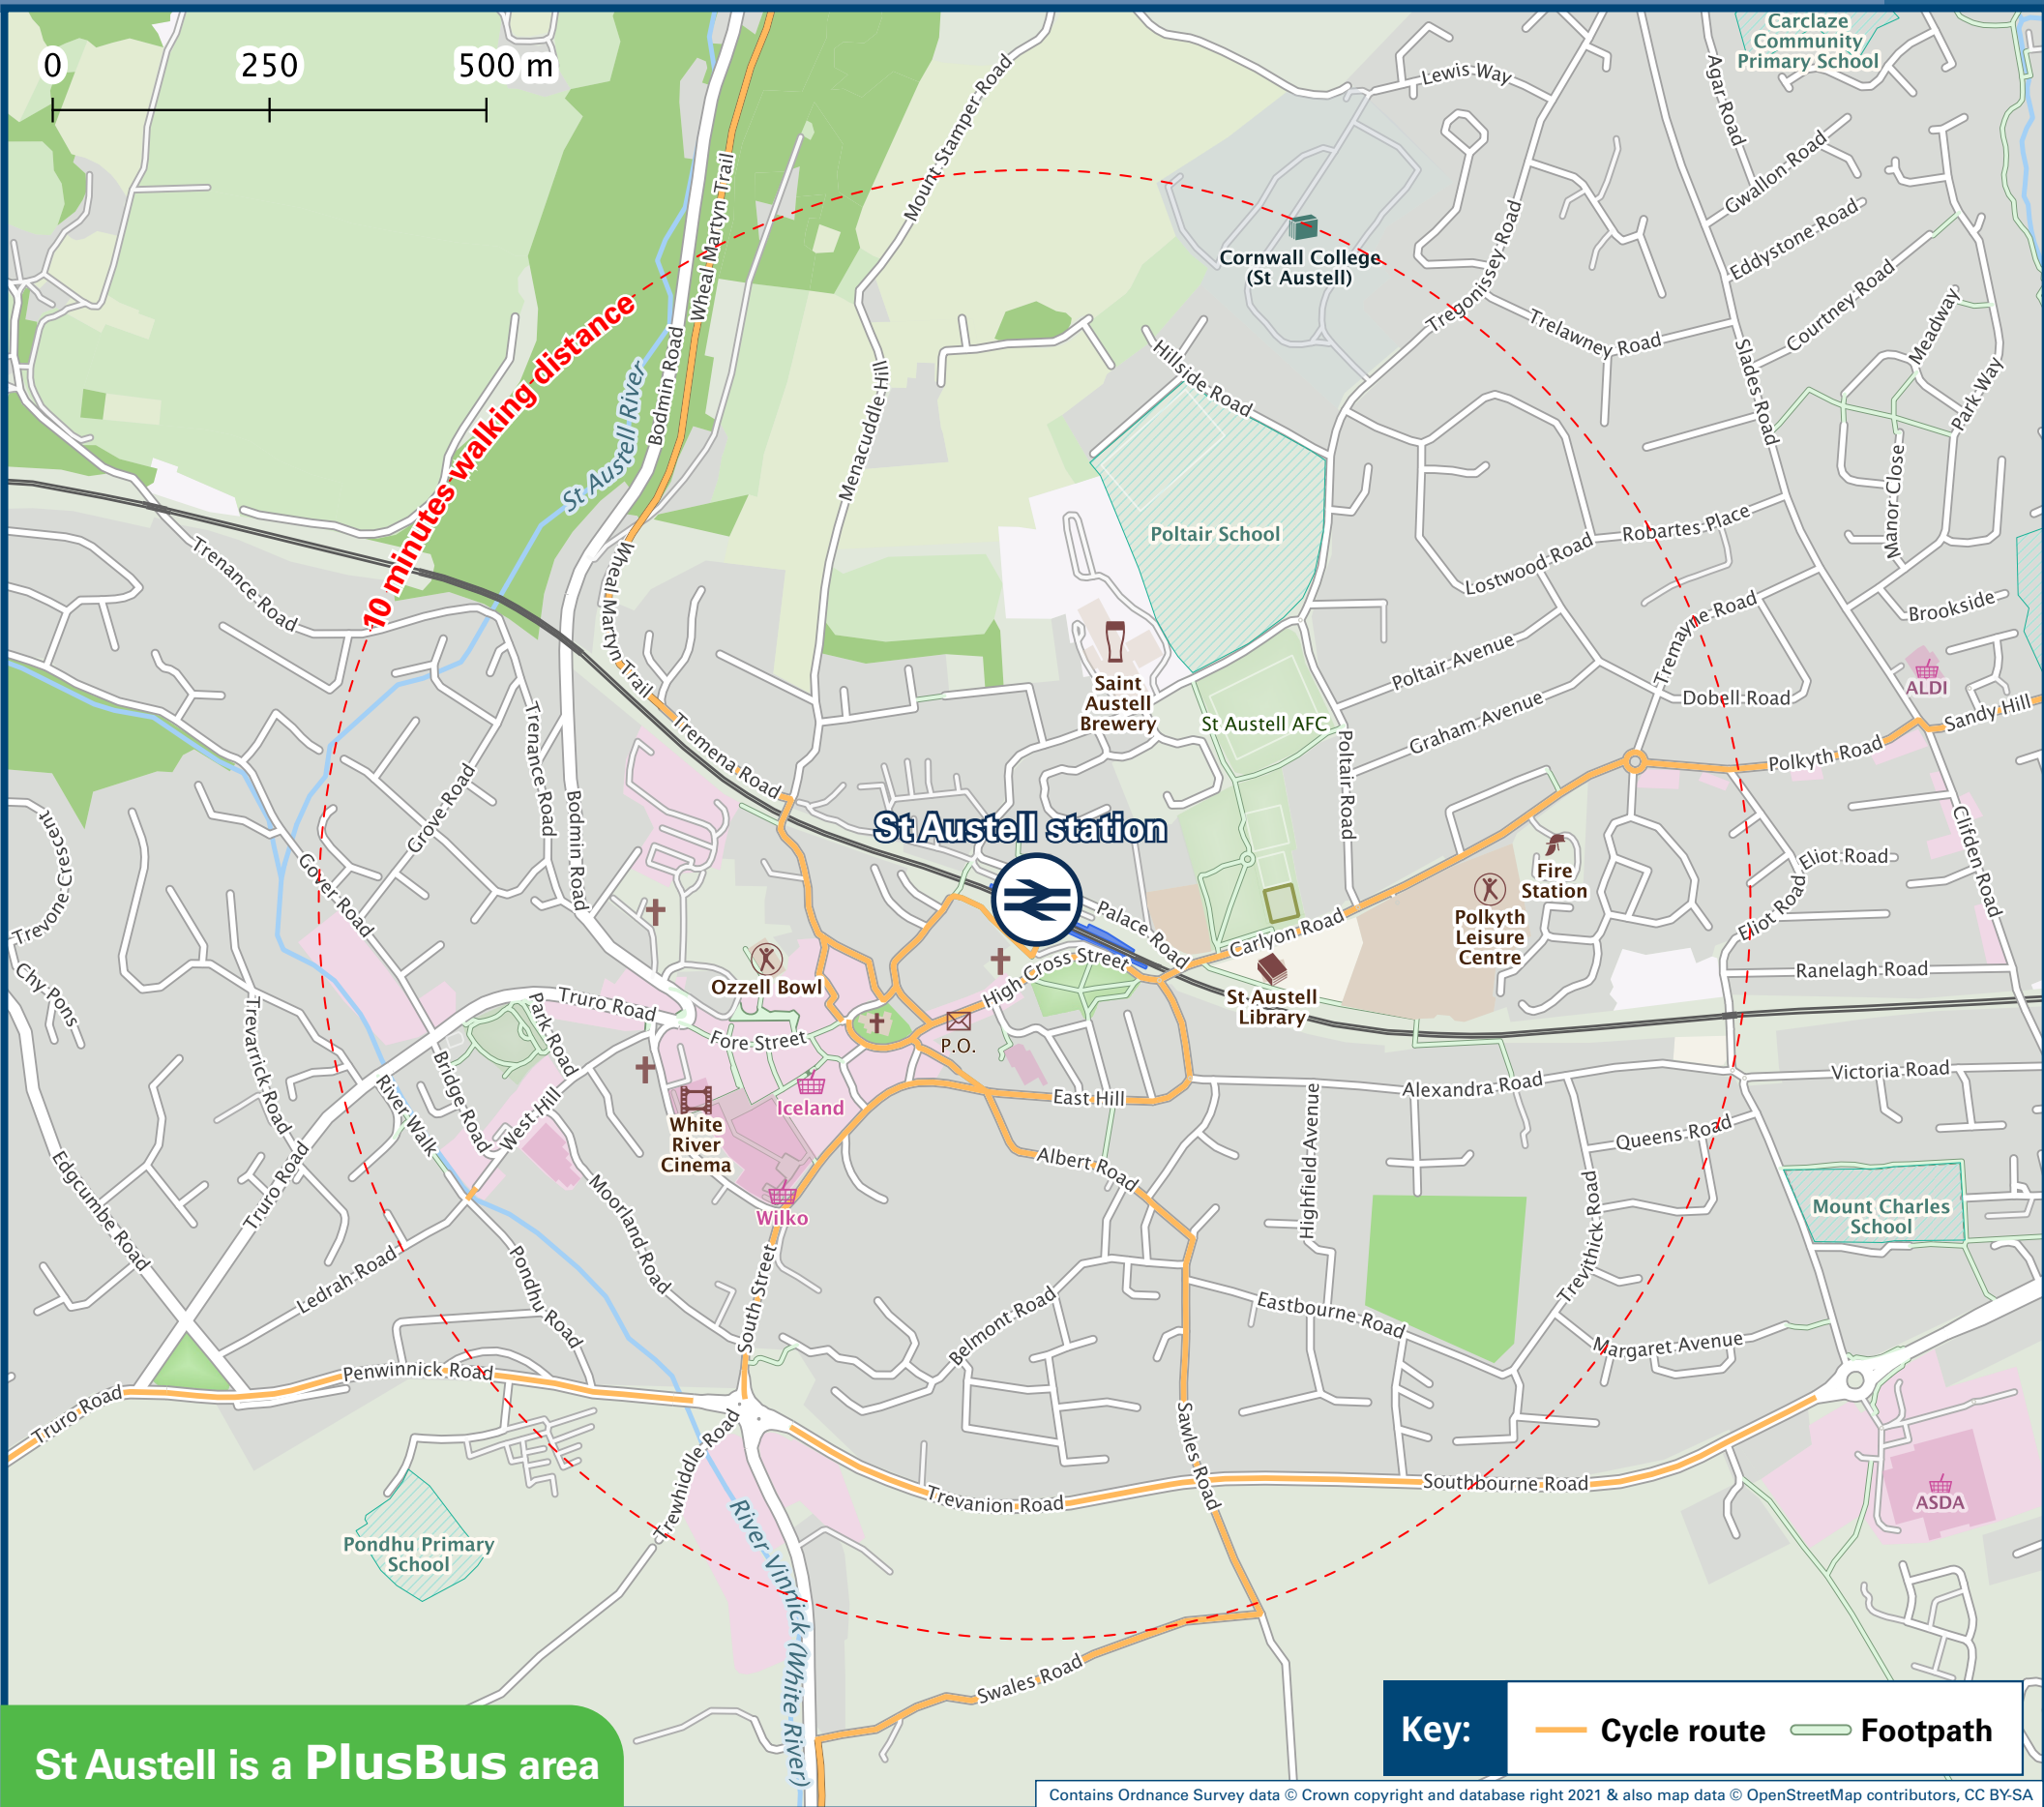 0 250 500 m
Carclaze
Community
Primary School
Lewis Way
Agar Road
Mount Stamper Road
Gwallon Road
Wheal Martyn Trail
Eddystone Road
Cornwall College
(St Austell)
Tregonissey Road
Courtney Road
Meadway
Trelawney Road
10 minutes walking distance
St Austell River
Bodmin Road
Hillside Road
Slades Road
Park Way
Menacuddle Hill
Manor Close
Poltair School
Robartes Place
Lostwood Road
Trenance Road
Wheal Martyn Trail
Tremayne Road
Brookside
Poltair Avenue
Saint
Austell
Brewery
ALDI
Dobell Road
St Austell AFC
Graham Avenue
Sandy Hill
Trenance Road
Tremena Road
Poltair Road
Polkyth Road
Grove Road
Bodmin Road
St Austell station
Clifden Road
Trevone Crescent
Gover Road
Fire
Station
Eliot Road
Polkyth
Leisure
Centre
Eliot Road
Palace Road
Carlyon Road
Ozzell Bowl
High Cross Street
Ranelagh Road
Chy Pons
St Austell
Library
Truro Road
Park Road
Trevarrick Road
Fore Street
P.O.
Bridge Road
River Walk
West Hill
Iceland
East Hill
Alexandra Road
Victoria Road
White
River
Cinema
Highfield Avenue
Queens Road
Albert Road
Edgcumbe Road
Truro Road
Moorland Road
Wilko
Trevithick Road
Mount Charles
School
Ledrah Road
Pondhu Road
South Street
Belmont Road
Eastbourne Road
Margaret Avenue
Penwinnick Road
Truro Road
Trewhiddle Road
Sawles Road
Trevanion Road
Southbourne Road
ASDA
Pondhu Primary
School
River Vinnick (White River)
Swales Road
Key:
Cycle route
Footpath
St Austell is a PlusBus area
Contains Ordnance Survey data © Crown copyright and database right 2021 & also map data © OpenStreetMap contributors, CC BY-SA